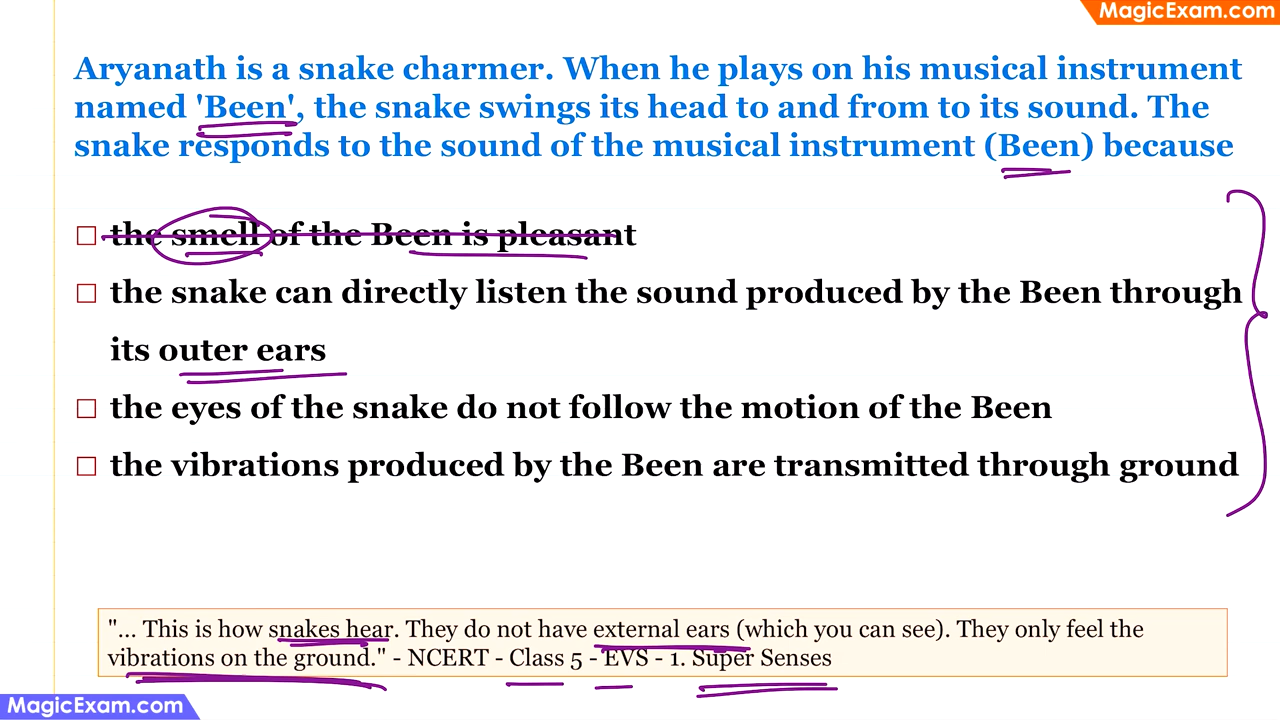 MagicExam.com
Aryanath is a snake charmer. When he plays on his musical instrument
named 'Been', the snake swings its head to and from to its sound. The
snake responds to the sound of the musical instrument (Been) because
☐ the smell of the Been is pleasant
☐ the snake can directly listen the sound produced by the Been through
its outer ears
☐ the eyes of the snake do not follow the motion of the Been
☐ the vibrations produced by the Been are transmitted through ground
"... This is how snakes hear. They do not have external ears (which you can see). They only feel the
vibrations on the ground." - NCERT - Class 5 - EVS - 1. Super Senses
MagicExam.com